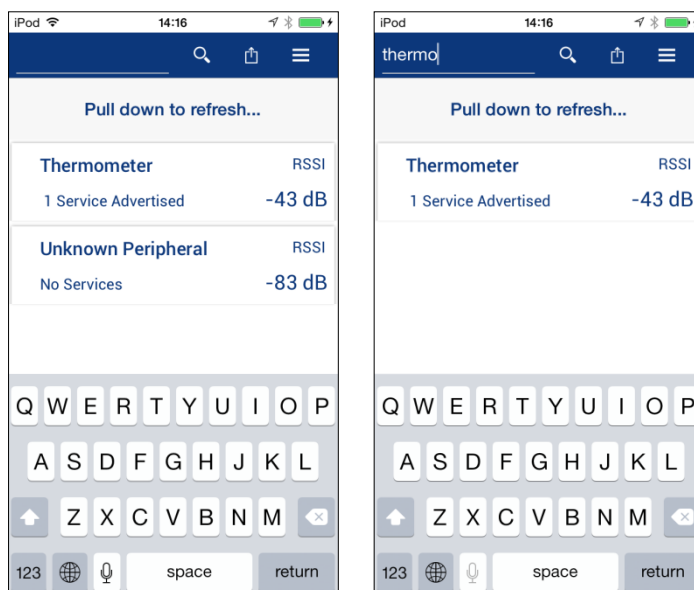 iPod 14:16
Pull down to refresh...
Thermometer RSSI
1 Service Advertised -43 dB
Unknown Peripheral RSSI
No Services -83 dB
Q W E R T Y U I O P
A S D F G H J K L
Z X C V B N M
123 space return
iPod 14:16
thermo
Pull down to refresh...
Thermometer RSSI
1 Service Advertised -43 dB
Q W E R T Y U I O P
A S D F G H J K L
Z X C V B N M
123 space return